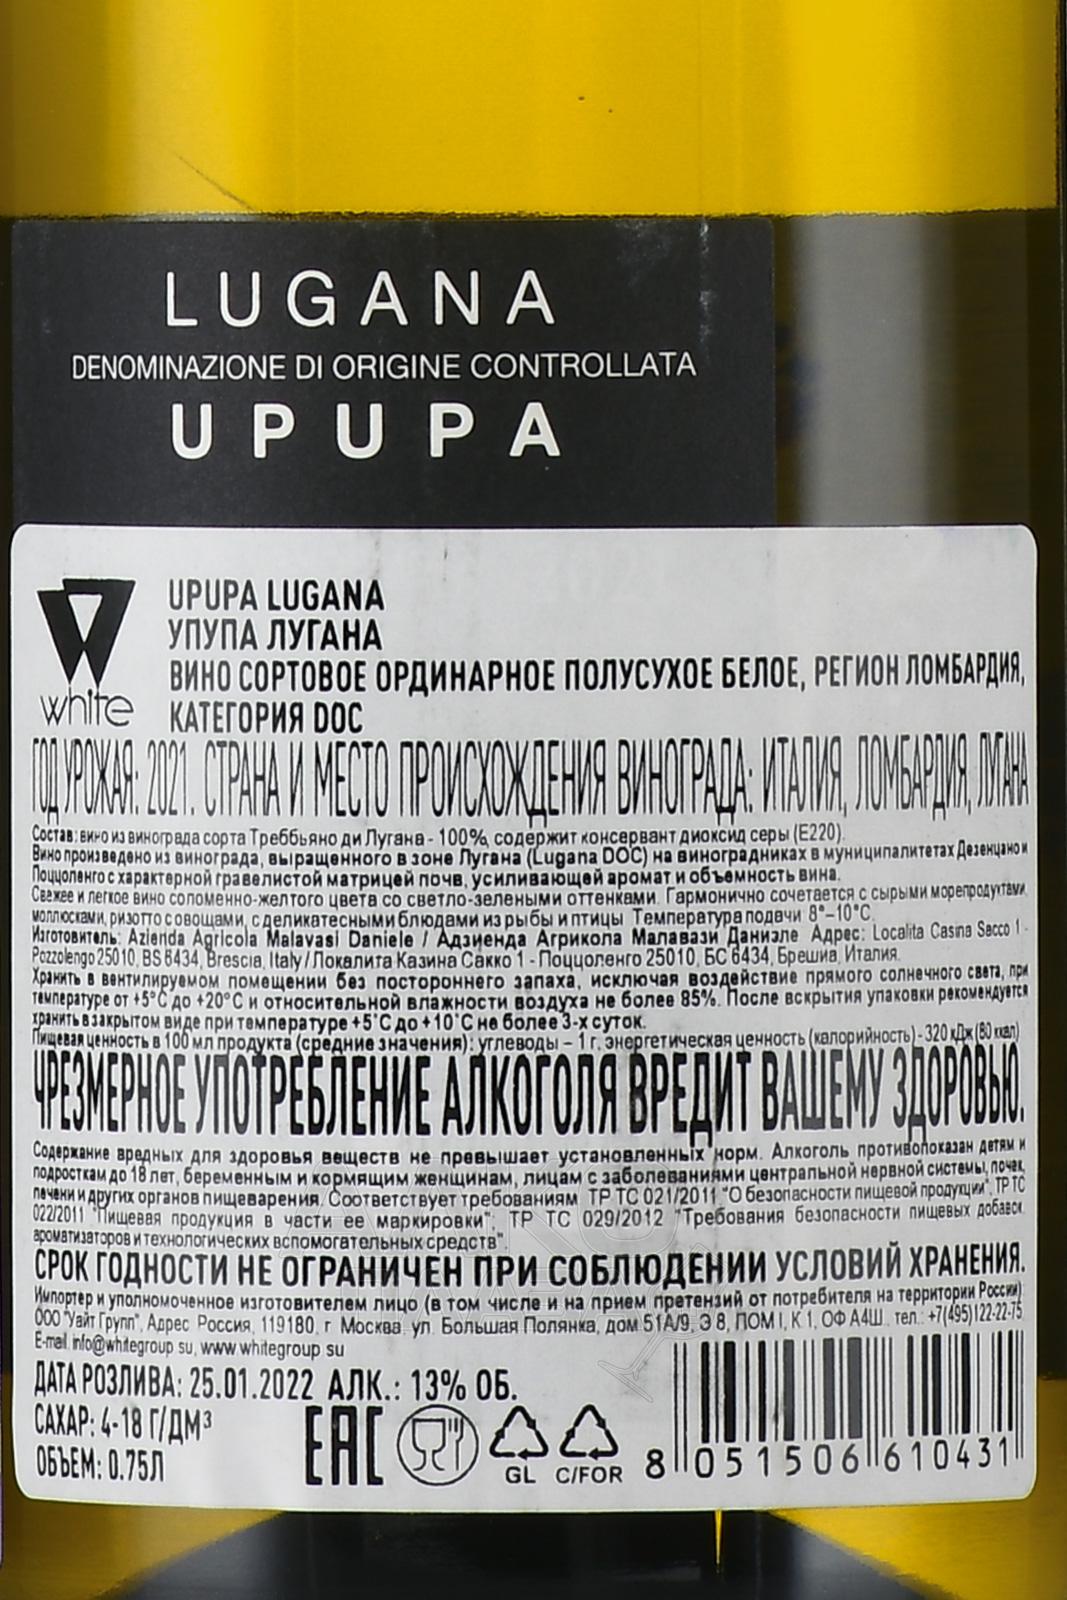 LUGANA
DENOMINAZIONE DI ORIGINE CONTROLLATA
UPUPA
white
UPUPA LUGANA
УПУПА ЛУГАНА
ВИНО СОРТОВОЕ ОРДИНАРНОЕ ПОЛУСУХОЕ БЕЛОЕ, РЕГИОН ЛОМБАРДИЯ,
КАТЕГОРИЯ DOC
ГОД УРОЖАЯ: 2021. СТРАНА И МЕСТО ПРОИСХОЖДЕНИЯ ВИНОГРАДА: ИТАЛИЯ, ЛОМБАРДИЯ, ЛУГАНА
Состав: вино из винограда сорта Треббьяно ди Лугана - 100%, содержит консервант диоксид серы (Е220).
Вино произведено из винограда, выращенного в зоне Лугана (Lugana DOC) на виноградниках в муниципалитетах Дезенцано и
Поццоленго с характерной гравелистой матрицей почв, усиливающей аромат и объемность вина.
Свежее и легкое вино соломенно-желтого цвета со светло-зелеными оттенками. Гармонично сочетается с сырыми морепродуктами,
моллюсками, ризотто с овощами, с деликатесными блюдами из рыбы и птицы. Температура подачи 8°–10°С.
Изготовитель: Azienda Agricola Malavasi Daniele / Адзиенда Агрикола Малавази Даниэле Адрес: Localita Casina Sacco 1 -
Pozzolengo 25010, BS 6434, Brescia, Italy / Локалита Казина Сакко 1 - Поццоленго 25010, БС 6434, Брешиа, Италия.
Хранить в вентилируемом помещении без постороннего запаха, исключая воздействие прямого солнечного света, при
температуре от +5°С до +20°С и относительной влажности воздуха не более 85%. После вскрытия упаковки рекомендуется
хранить в закрытом виде при температуре +5°С до +10°С не более 3-х суток.
Пищевая ценность в 100 мл продукта (средние значения): углеводы – 1 г, энергетическая ценность (калорийность) - 320 кДж (80 ккал)
ЧРЕЗМЕРНОЕ УПОТРЕБЛЕНИЕ АЛКОГОЛЯ ВРЕДИТ ВАШЕМУ ЗДОРОВЬЮ.
Содержание вредных для здоровья веществ не превышает установленных норм. Алкоголь противопоказан детям и
подросткам до 18 лет, беременным и кормящим женщинам, лицам с заболеваниями центральной нервной системы, почек,
печени и других органов пищеварения. Соответствует требованиям ТР ТС 021/2011 "О безопасности пищевой продукции", ТР ТС
022/2011 "Пищевая продукция в части ее маркировки", ТР ТС 029/2012 "Требования безопасности пищевых добавок,
ароматизаторов и технологических вспомогательных средств".
СРОК ГОДНОСТИ НЕ ОГРАНИЧЕН ПРИ СОБЛЮДЕНИИ УСЛОВИЙ ХРАНЕНИЯ.
Импортер и уполномоченное изготовителем лицо (в том числе и на прием претензий от потребителя на территории России)
ООО "Уайт Групп", Адрес Россия, 119180, г Москва, ул. Большая Полянка, дом 51А/9, Э 8, ПОМ I, К 1, ОФ А4Ш, тел.: +7(495)122-22-75,
E-mail info@whitegroup.su, www.whitegroup su
ДАТА РОЗЛИВА: 25.01.2022 АЛК.: 13% ОБ.
САХАР: 4-18 Г/ДМ³
ОБЪЕМ: 0.75Л
EAC
GL C/FOR
8 051506 610431